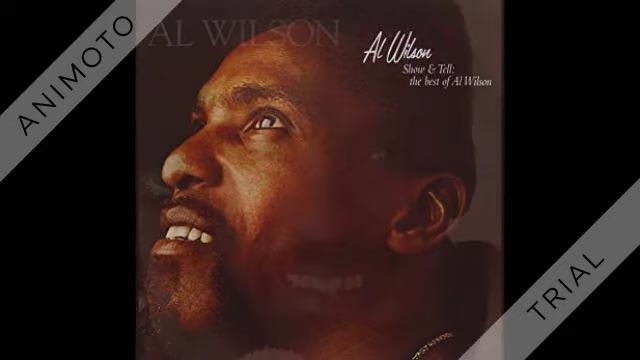 AL WILSON
Al Wilson
Show & Tell:
the best of Al Wilson
ANIMOTO
TRIAL